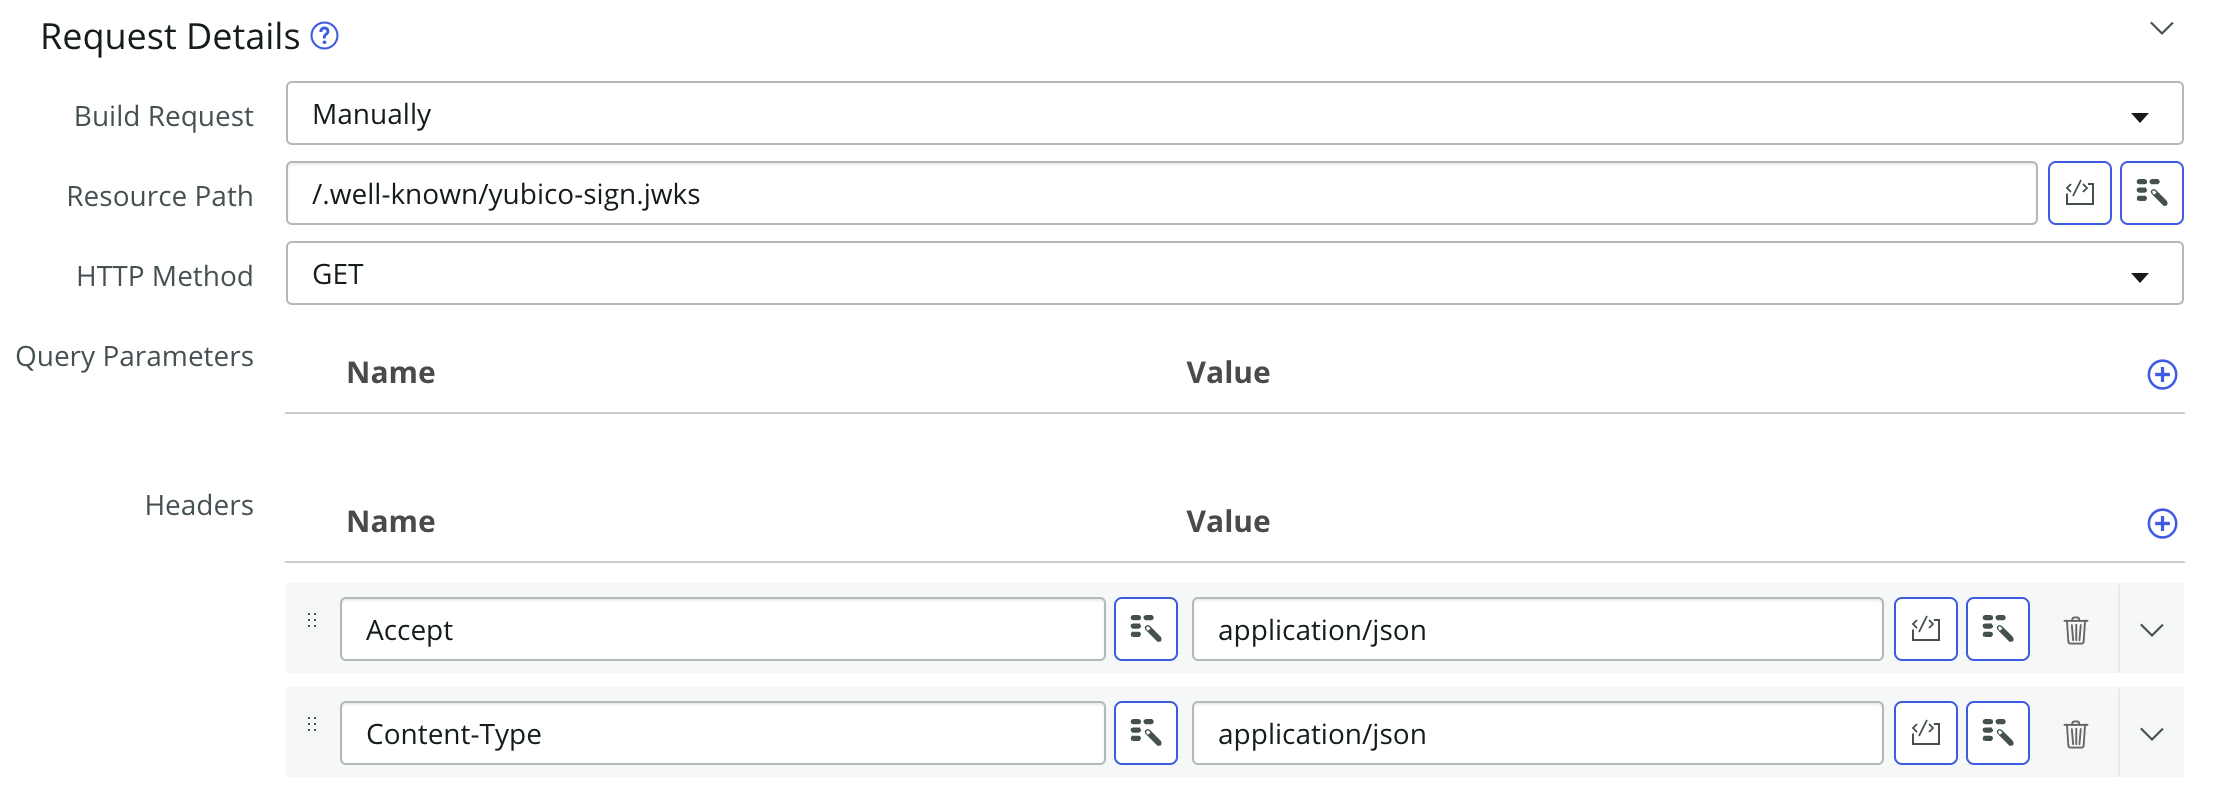 Request Details ?
Build Request Manually
Resource Path /.well-known/yubico-sign.jwks
HTTP Method GET
Query Parameters Name Value
Headers Name Value
Accept application/json
Content-Type application/json